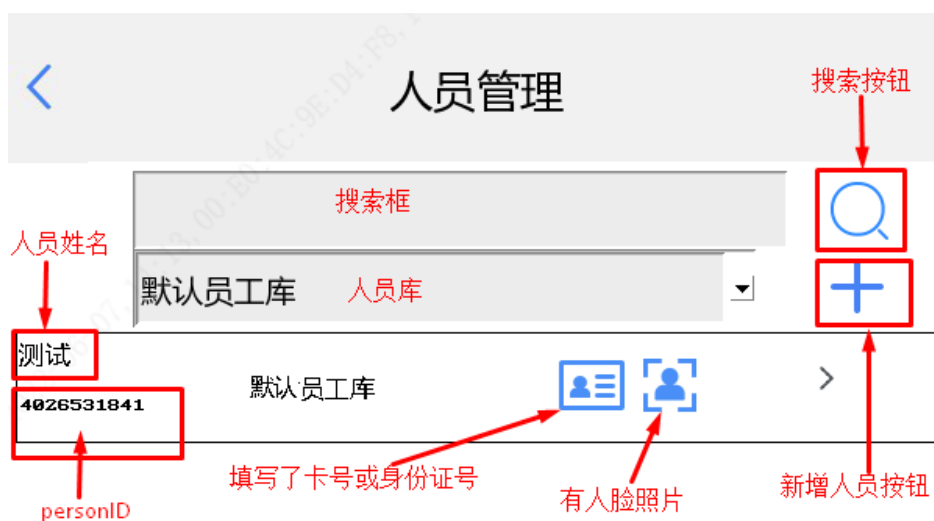 人员管理
搜索按钮
搜索框
人员姓名
默认员工库
人员库
测试
4026531841
默认员工库
填写了卡号或身份证号
有人脸照片
新增人员按钮
personID